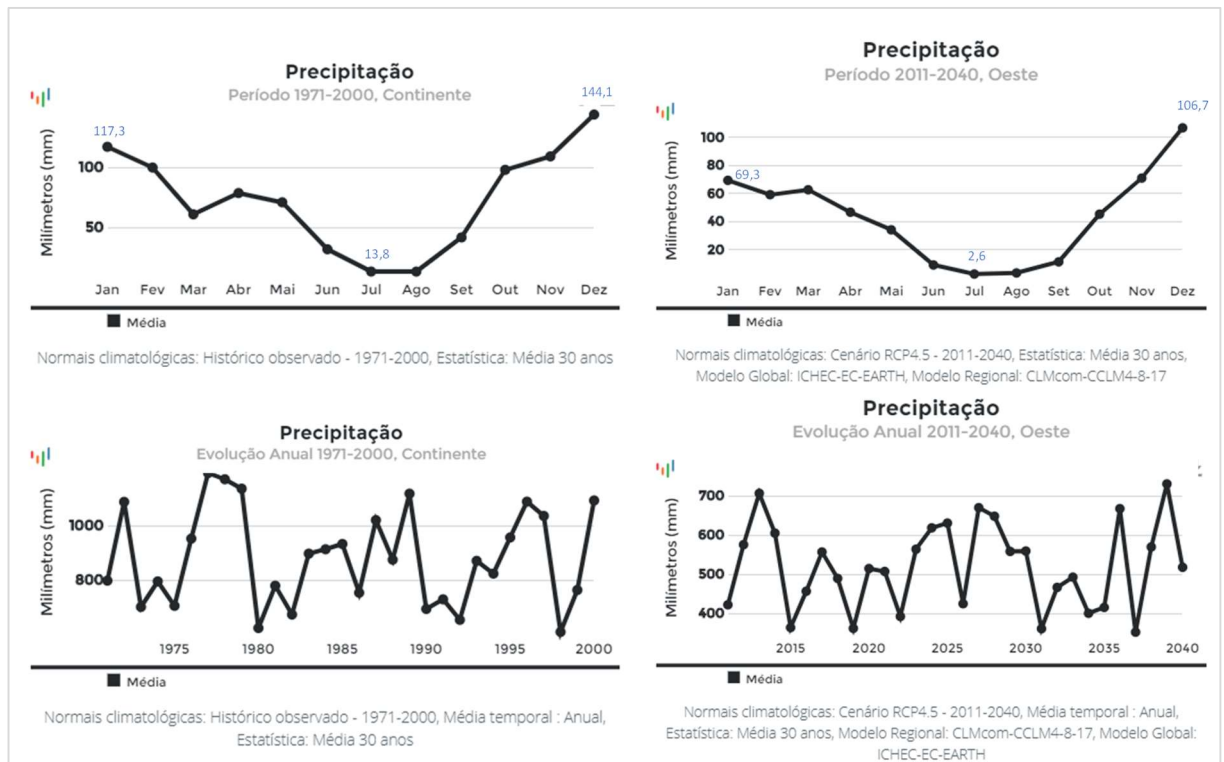 Precipitação
Período 1971-2000, Continente
Milímetros (mm)
117,3
144,1
100
50
13,8
Jan Fev Mar Abr Mai Jun Jul Ago Set Out Nov Dez
Média
Normais climatológicas: Histórico observado - 1971-2000, Estatística: Média 30 anos
Precipitação
Período 2011-2040, Oeste
Milímetros (mm)
106,7
100
80
69,3
60
40
20
2,6
Jan Fev Mar Abr Mai Jun Jul Ago Set Out Nov Dez
Média
Normais climatológicas: Cenário RCP4.5 - 2011-2040, Estatística: Média 30 anos,
Modelo Global: ICHEC-EC-EARTH, Modelo Regional: CLMcom-CCLM4-8-17
Precipitação
Evolução Anual 1971-2000, Continente
Milímetros (mm)
1000
800
1975 1980 1985 1990 1995 2000
Média
Normais climatológicas: Histórico observado - 1971-2000, Média temporal : Anual,
Estatística: Média 30 anos
Precipitação
Evolução Anual 2011-2040, Oeste
Milímetros (mm)
700
600
500
400
2015 2020 2025 2030 2035 2040
Média
Normais climatológicas: Cenário RCP4.5 - 2011-2040, Média temporal : Anual,
Estatística: Média 30 anos, Modelo Regional: CLMcom-CCLM4-8-17, Modelo Global:
ICHEC-EC-EARTH